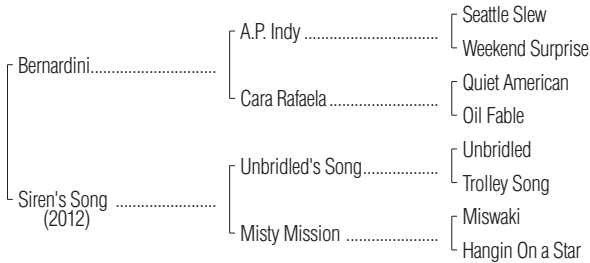 Seattle Slew
A.P. Indy ..................................
Weekend Surprise
Bernardini................................
Quiet American
Cara Rafaela ...........................
Oil Fable
Unbridled
Unbridled's Song...................
Trolley Song
Siren's Song .........................
(2012)
Miswaki
Misty Mission .......................
Hangin On a Star